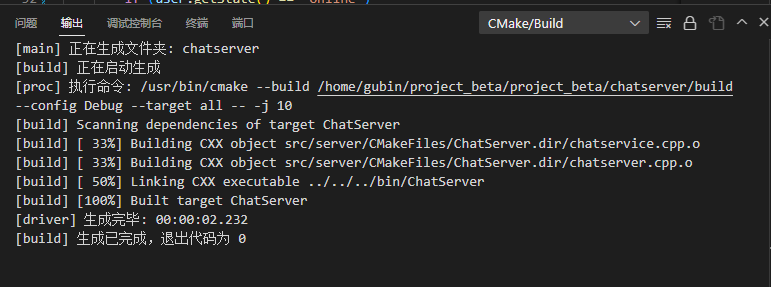 问题 输出 调试控制台 终端 端口 CMake/Build
[main] 正在生成文件夹: chatserver
[build] 正在启动生成
[proc] 执行命令: /usr/bin/cmake --build /home/gubin/project_beta/project_beta/chatserver/build
--config Debug --target all -- -j 10
[build] Scanning dependencies of target ChatServer
[build] [ 33%] Building CXX object src/server/CMakeFiles/ChatServer.dir/chatservice.cpp.o
[build] [ 33%] Building CXX object src/server/CMakeFiles/ChatServer.dir/chatserver.cpp.o
[build] [ 50%] Linking CXX executable ../../../bin/ChatServer
[build] [100%] Built target ChatServer
[driver] 生成完毕: 00:00:02.232
[build] 生成已完成，退出代码为 0